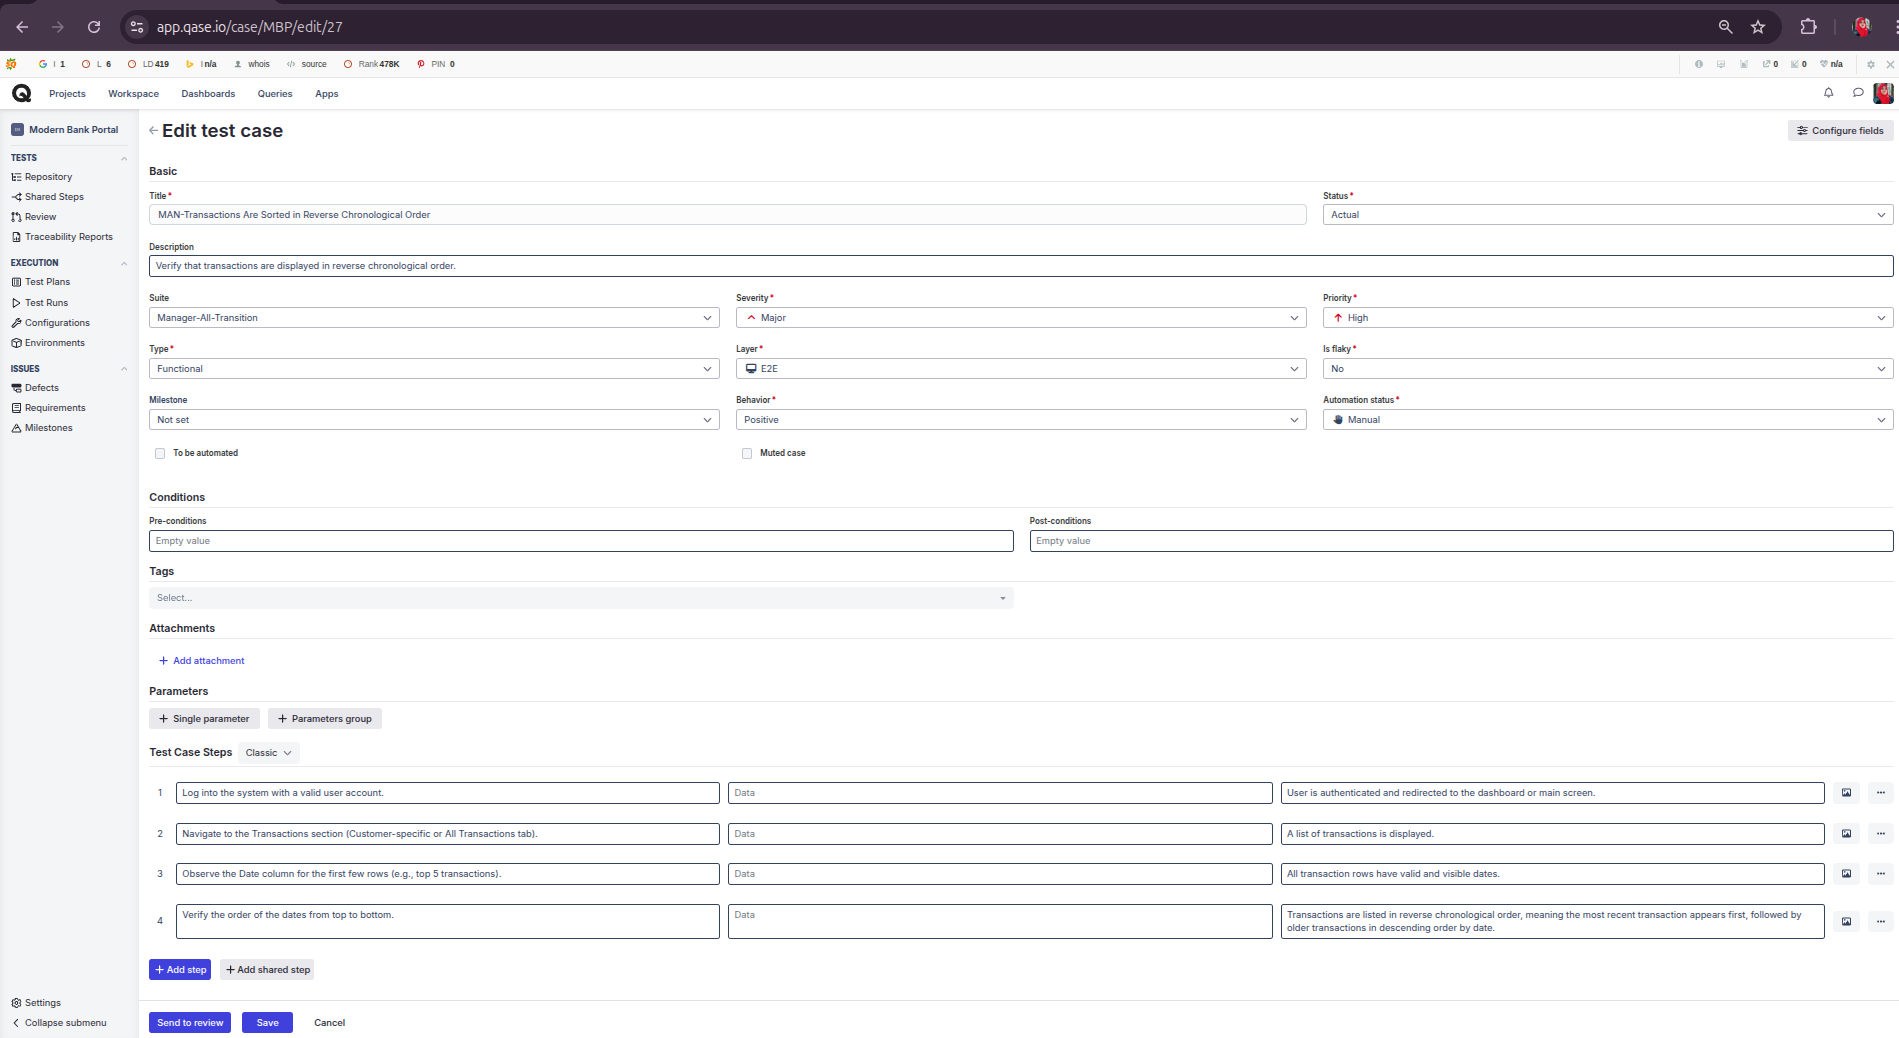 app.qase.io/case/MBP/edit/27
I 1 L 6 LD 419 I n/a whois source Rank 478K PIN 0 0 0 n/a
Projects Workspace Dashboards Queries Apps
Modern Bank Portal
TESTS
Repository
Shared Steps
Review
Traceability Reports
EXECUTION
Test Plans
Test Runs
Configurations
Environments
ISSUES
Defects
Requirements
Milestones
Settings
Collapse submenu
Edit test case
Configure fields
Basic
Title* Status*
MAN-Transactions Are Sorted in Reverse Chronological Order Actual
Description
Verify that transactions are displayed in reverse chronological order.
Suite Severity* Priority*
Manager-All-Transition Major High
Type* Layer* Is flaky*
Functional E2E No
Milestone Behavior* Automation status*
Not set Positive Manual
To be automated Muted case
Conditions
Pre-conditions Post-conditions
Empty value Empty value
Tags
Select...
Attachments
+ Add attachment
Parameters
+ Single parameter + Parameters group
Test Case Steps Classic
1 Log into the system with a valid user account. Data User is authenticated and redirected to the dashboard or main screen.
2 Navigate to the Transactions section (Customer-specific or All Transactions tab). Data A list of transactions is displayed.
3 Observe the Date column for the first few rows (e.g., top 5 transactions). Data All transaction rows have valid and visible dates.
4 Verify the order of the dates from top to bottom. Data Transactions are listed in reverse chronological order, meaning the most recent transaction appears first, followed by
older transactions in descending order by date.
+ Add step + Add shared step
Send to review Save Cancel